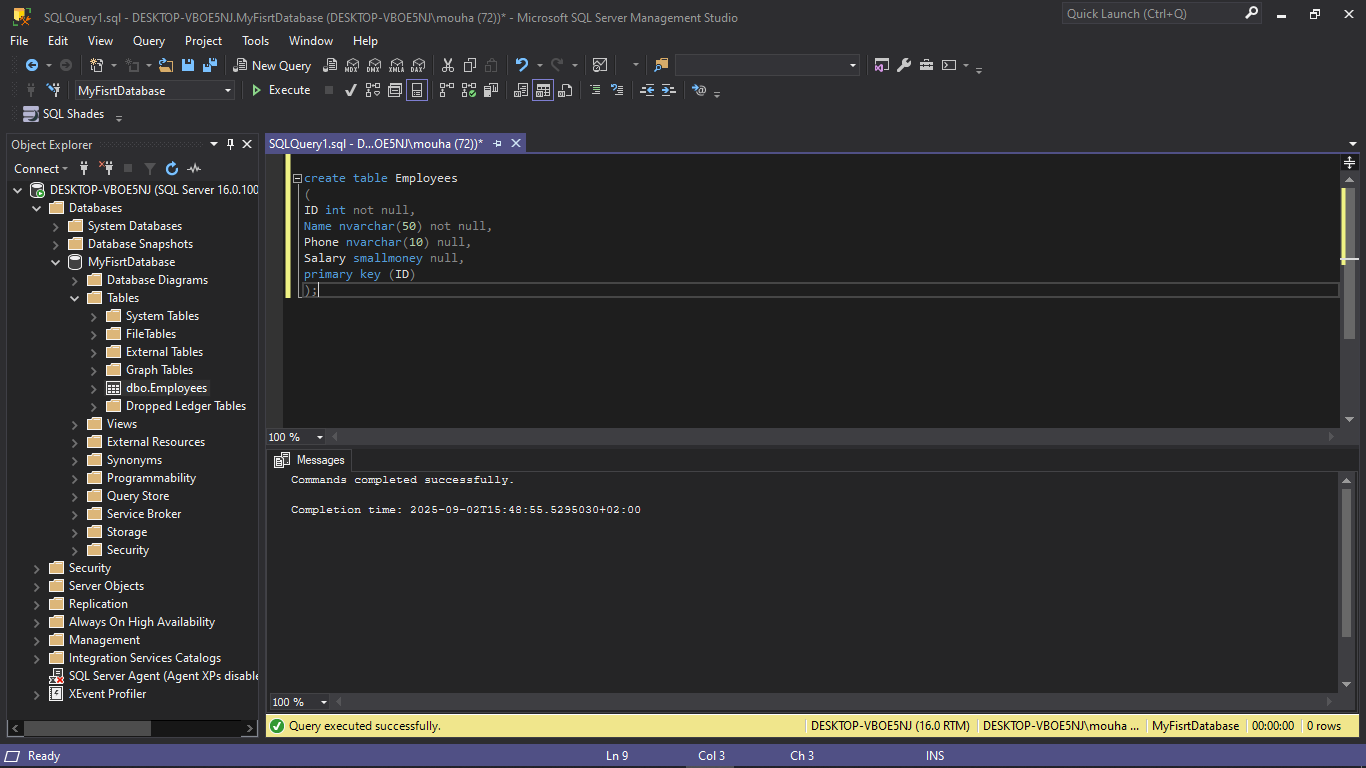 SQLQuery1.sql - DESKTOP-VBOE5NJ.MyFisrtDatabase (DESKTOP-VBOE5NJ\mouha (72))* - Microsoft SQL Server Management Studio
Quick Launch (Ctrl+Q)
File Edit View Query Project Tools Window Help
New Query MDX DMX XMLA DAX
MyFisrtDatabase Execute
SQL Shades
Object Explorer
Connect
DESKTOP-VBOE5NJ (SQL Server 16.0.100
Databases
System Databases
Database Snapshots
MyFisrtDatabase
Database Diagrams
Tables
System Tables
FileTables
External Tables
Graph Tables
dbo.Employees
Dropped Ledger Tables
Views
External Resources
Synonyms
Programmability
Query Store
Service Broker
Storage
Security
Security
Server Objects
Replication
Always On High Availability
Management
Integration Services Catalogs
SQL Server Agent (Agent XPs disable
XEvent Profiler
SQLQuery1.sql - D...OE5NJ\mouha (72))*
create table Employees
(
ID int not null,
Name nvarchar(50) not null,
Phone nvarchar(10) null,
Salary smallmoney null,
primary key (ID)
);
100 %
Messages
Commands completed successfully.
Completion time: 2025-09-02T15:48:55.5295030+02:00
100 %
Query executed successfully. DESKTOP-VBOE5NJ (16.0 RTM) DESKTOP-VBOE5NJ\mouha ... MyFisrtDatabase 00:00:00 0 rows
Ready Ln 9 Col 3 Ch 3 INS